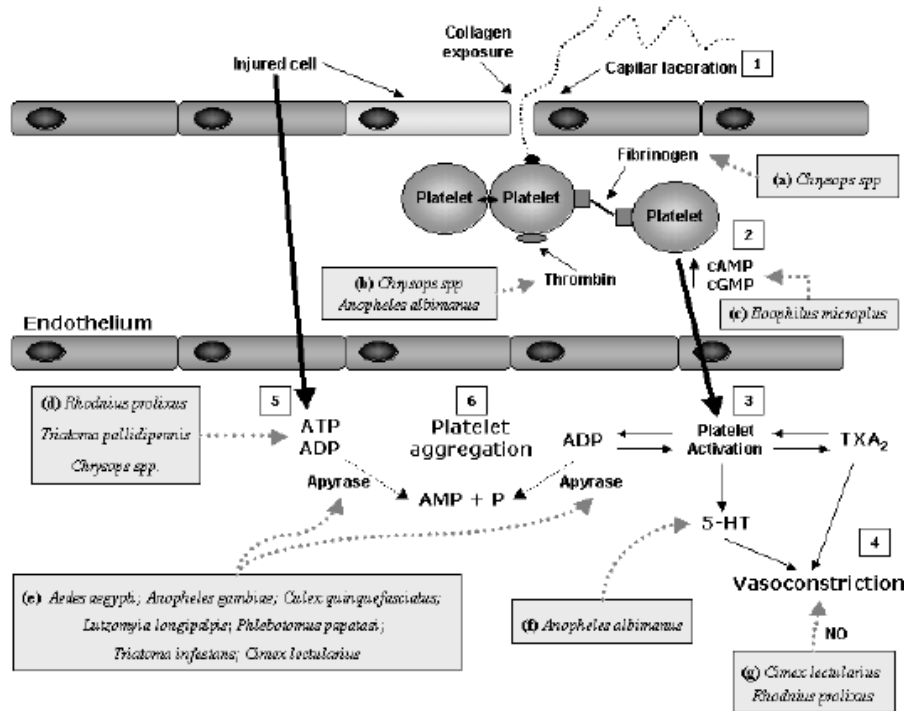 Collagen
exposure
Injured cell
Capilar laceration
1
Fibrinogen
(a) Chrysops spp
Platelet
Platelet
Platelet
2
cAMP
cGMP
Thrombin
(b) Chrysops spp
Anopheles albimanus
(c) Boophilus microplus
Endothelium
(d) Rhodnius prolixus
Triatoma pallidipennis
Chrysops spp.
5
ATP
ADP
6
Platelet
aggregation
ADP
3
Platelet
Activation
TXA₂
Apyrase
AMP + P
Apyrase
5-HT
4
Vasoconstriction
(e) Aedes aegypti; Anopheles gambiae; Culex quinquefasciatus;
Lutzomyia longipalpis; Phlebotomus papatasi;
Triatoma infestans; Cimex lectularius
(f) Anopheles albimanus
NO
(g) Cimex lectularius
Rhodnius prolixus